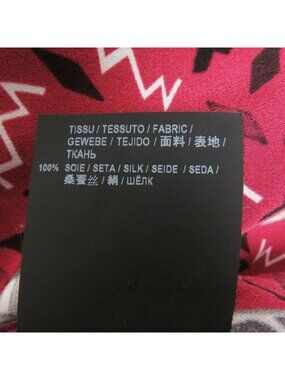 TISSU / TESSUTO / FABRIC /
GEWEBE / TEJIDO / 面料 / 表地 /
ТКАНЬ
100% SOIE / SETA / SILK / SEIDE / SEDA /
桑蚕丝 / 絹 / ШЁЛК